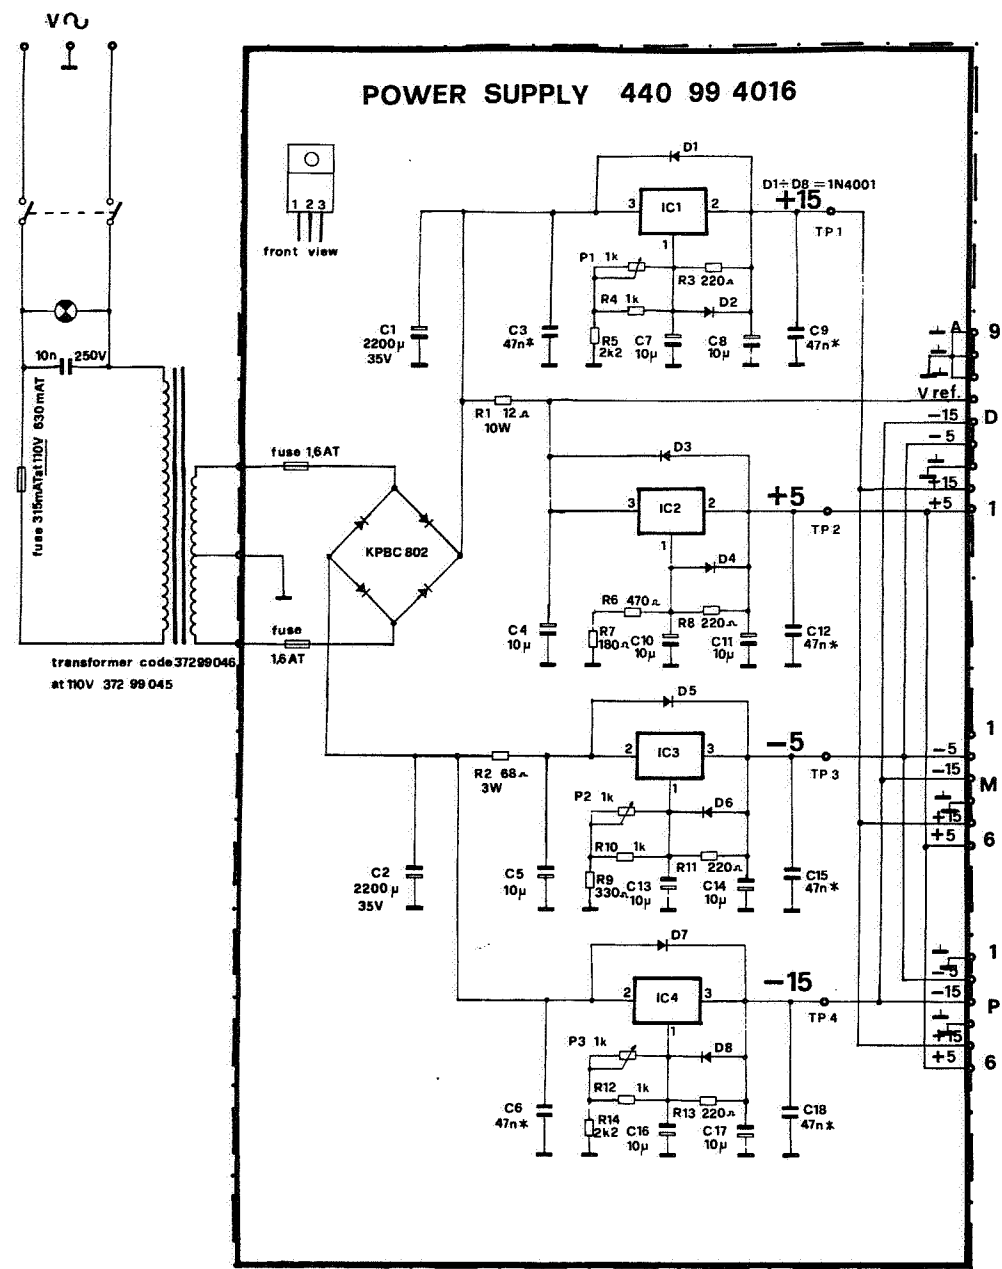 V
POWER SUPPLY 440 99 4016
1 2 3
front view
D1
D1÷D8 = 1N4001
+15
3 IC1 2
1
TP1
P1 1k
R3 220Ω
R4 1k
D2
C1
2200µ
35V
C3
47n*
R5
2k2
C7
10µ
C8
10µ
C9
47n*
10n 250V
fuse 315mAT at 110V 630mAT
A 9
V ref.
D
-15
-5
+15
+5
1
R1 12Ω
10W
fuse 1,6AT
D3
3 IC2 2
1
+5
TP2
KPBC 802
D4
R6 470Ω
R8 220Ω
R7
180Ω
C4
10µ
C10
10µ
C11
10µ
C12
47n*
fuse
1,6AT
transformer code 37299046
at 110V 372 99 045
D5
2 IC3 3
1
-5
TP3
R2 68Ω
3W
P2 1k
D6
R10 1k
R11 220Ω
R9
330Ω
C2
2200µ
35V
C5
10µ
C13
10µ
C14
10µ
C15
47n*
1
-5
-15
M
+15
+5
6
D7
2 IC4 3
1
-15
TP4
P3 1k
D8
R12 1k
R13 220Ω
R14
2k2
C6
47n*
C16
10µ
C17
10µ
C18
47n*
1
-5
-15
P
+15
+5
6